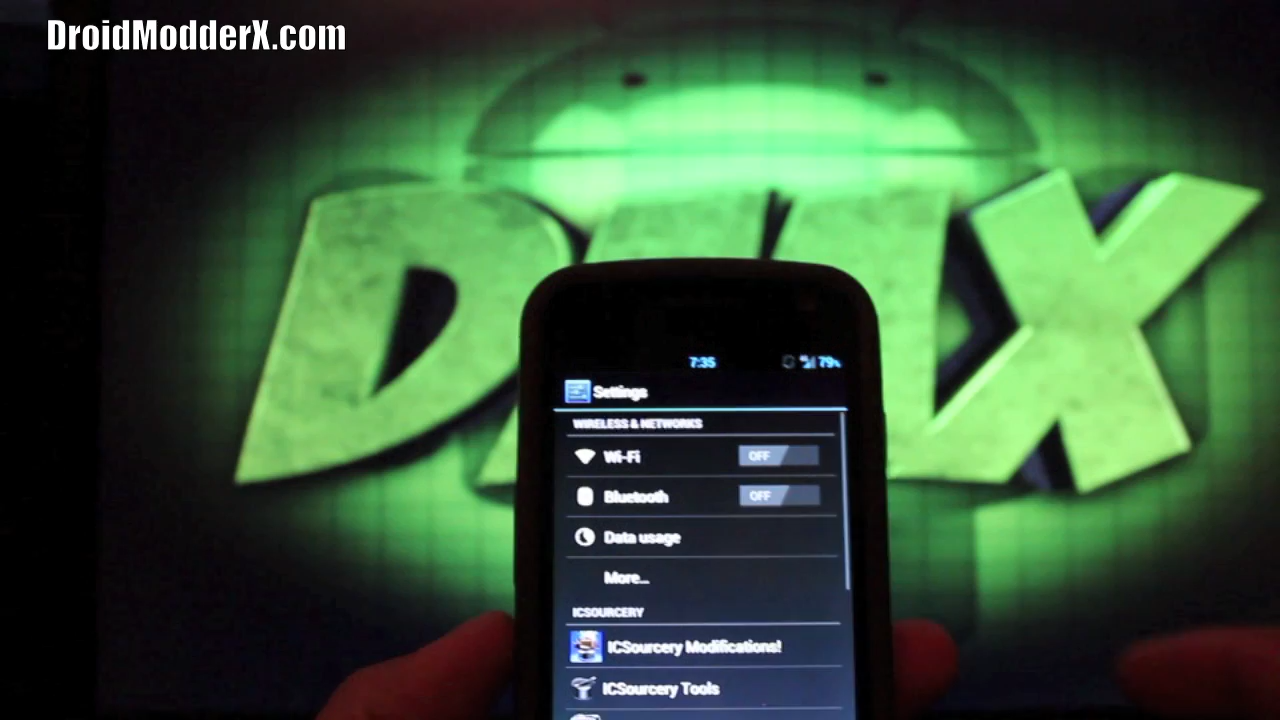 DroidModderX.com
7:35
79%
Settings
WIRELESS & NETWORKS
Wi-Fi
OFF
Bluetooth
OFF
Data usage
More...
ICSOURCERY
ICSourcery Modifications!
ICSourcery Tools